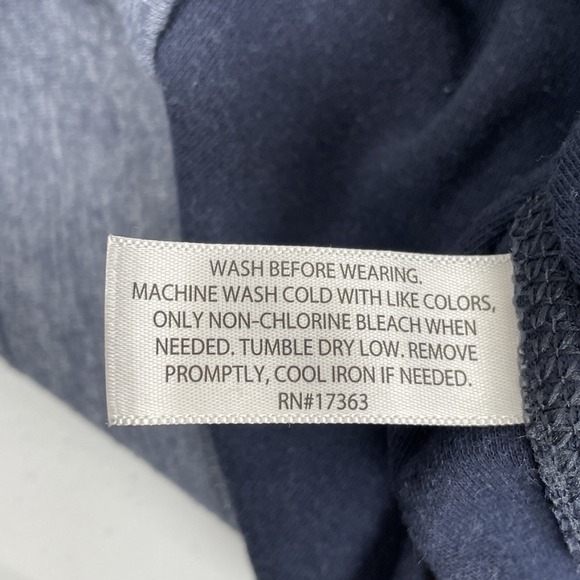 WASH BEFORE WEARING.
MACHINE WASH COLD WITH LIKE COLORS,
ONLY NON-CHLORINE BLEACH WHEN
NEEDED. TUMBLE DRY LOW. REMOVE
PROMPTLY, COOL IRON IF NEEDED.
RN#17363